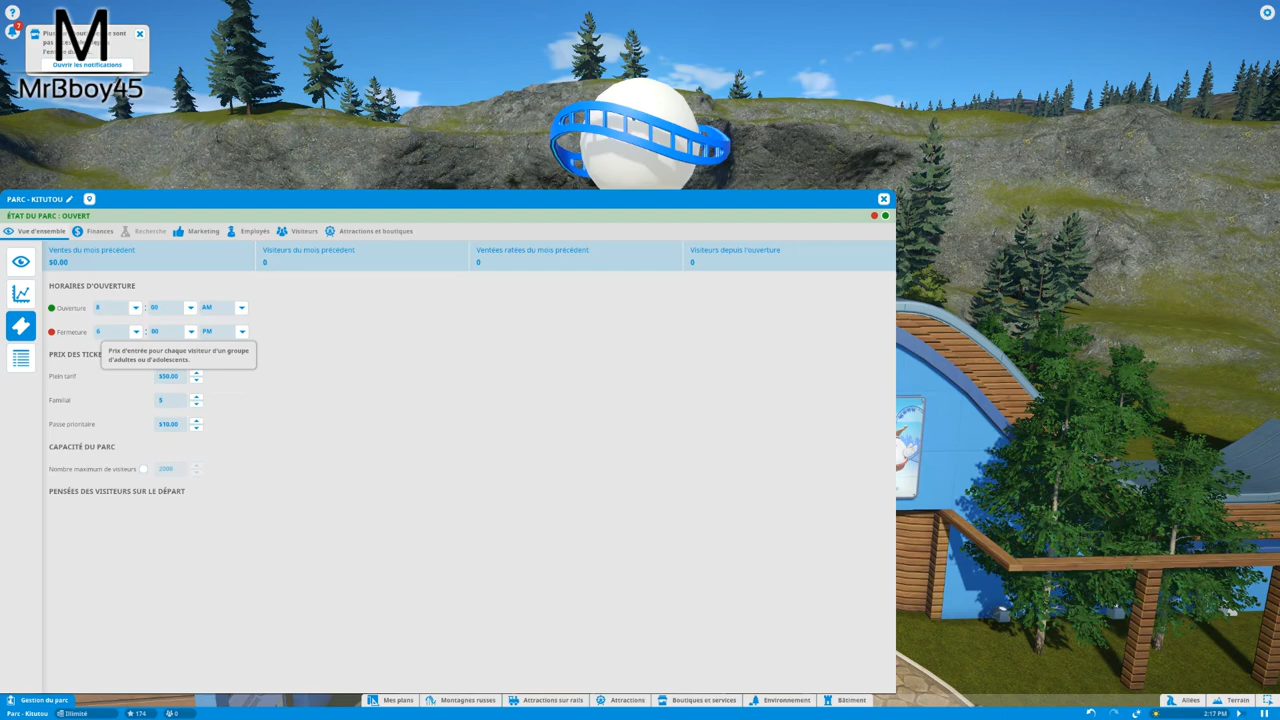 ?
7
Ouvrir les notifications
M
MrBboy45
PARC - KITUTOU
ÉTAT DU PARC : OUVERT
Vue d'ensemble
Finances
Recherche
Marketing
Employés
Visiteurs
Attractions et boutiques
Ventes du mois précédent
$0.00
Visiteurs du mois précédent
0
Ventées ratées du mois précédent
0
Visiteurs depuis l'ouverture
0
HORAIRES D'OUVERTURE
Ouverture 8 : 00 AM
Fermeture 6 : 00 PM
Prix d'entrée pour chaque visiteur d'un groupe
d'adultes ou d'adolescents.
PRIX DES TICKE
Plein tarif $50.00
Familial 5
Passe prioritaire $10.00
CAPACITÉ DU PARC
Nombre maximum de visiteurs 2000
PENSÉES DES VISITEURS SUR LE DÉPART
Gestion du parc
Mes plans
Montagnes russes
Attractions sur rails
Attractions
Boutiques et services
Environnement
Bâtiment
Allées
Terrain
Parc - Kitutou
Illimité
174
0
2:17 PM